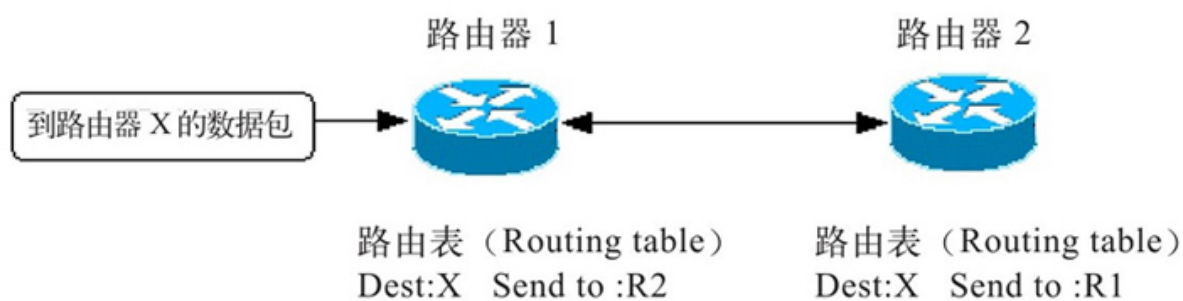 路由器 1
路由器 2
到路由器 X 的数据包
路由表（Routing table）
Dest:X Send to :R2
路由表（Routing table）
Dest:X Send to :R1